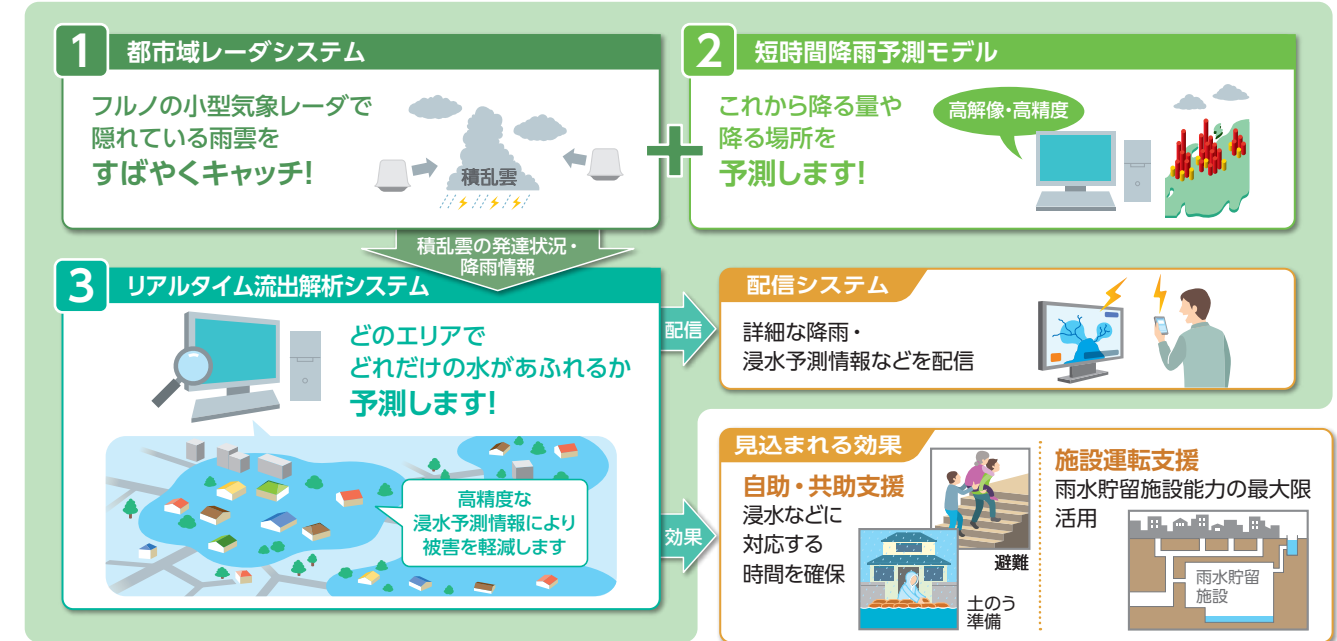 1 都市域レーダシステム
フルノの小型気象レーダで
隠れている雨雲を
すばやくキャッチ!
積乱雲
2 短時間降雨予測モデル
これから降る量や
降る場所を
予測します!
高解像・高精度
積乱雲の発達状況・
降雨情報
3 リアルタイム流出解析システム
どのエリアで
どれだけの水があふれるか
予測します!
高精度な
浸水予測情報により
被害を軽減します
配信
配信システム
詳細な降雨・
浸水予測情報などを配信
効果
見込まれる効果
自助・共助支援
浸水などに
対応する
時間を確保
避難
土のう
準備
施設運転支援
雨水貯留施設能力の最大限
活用
雨水貯留
施設